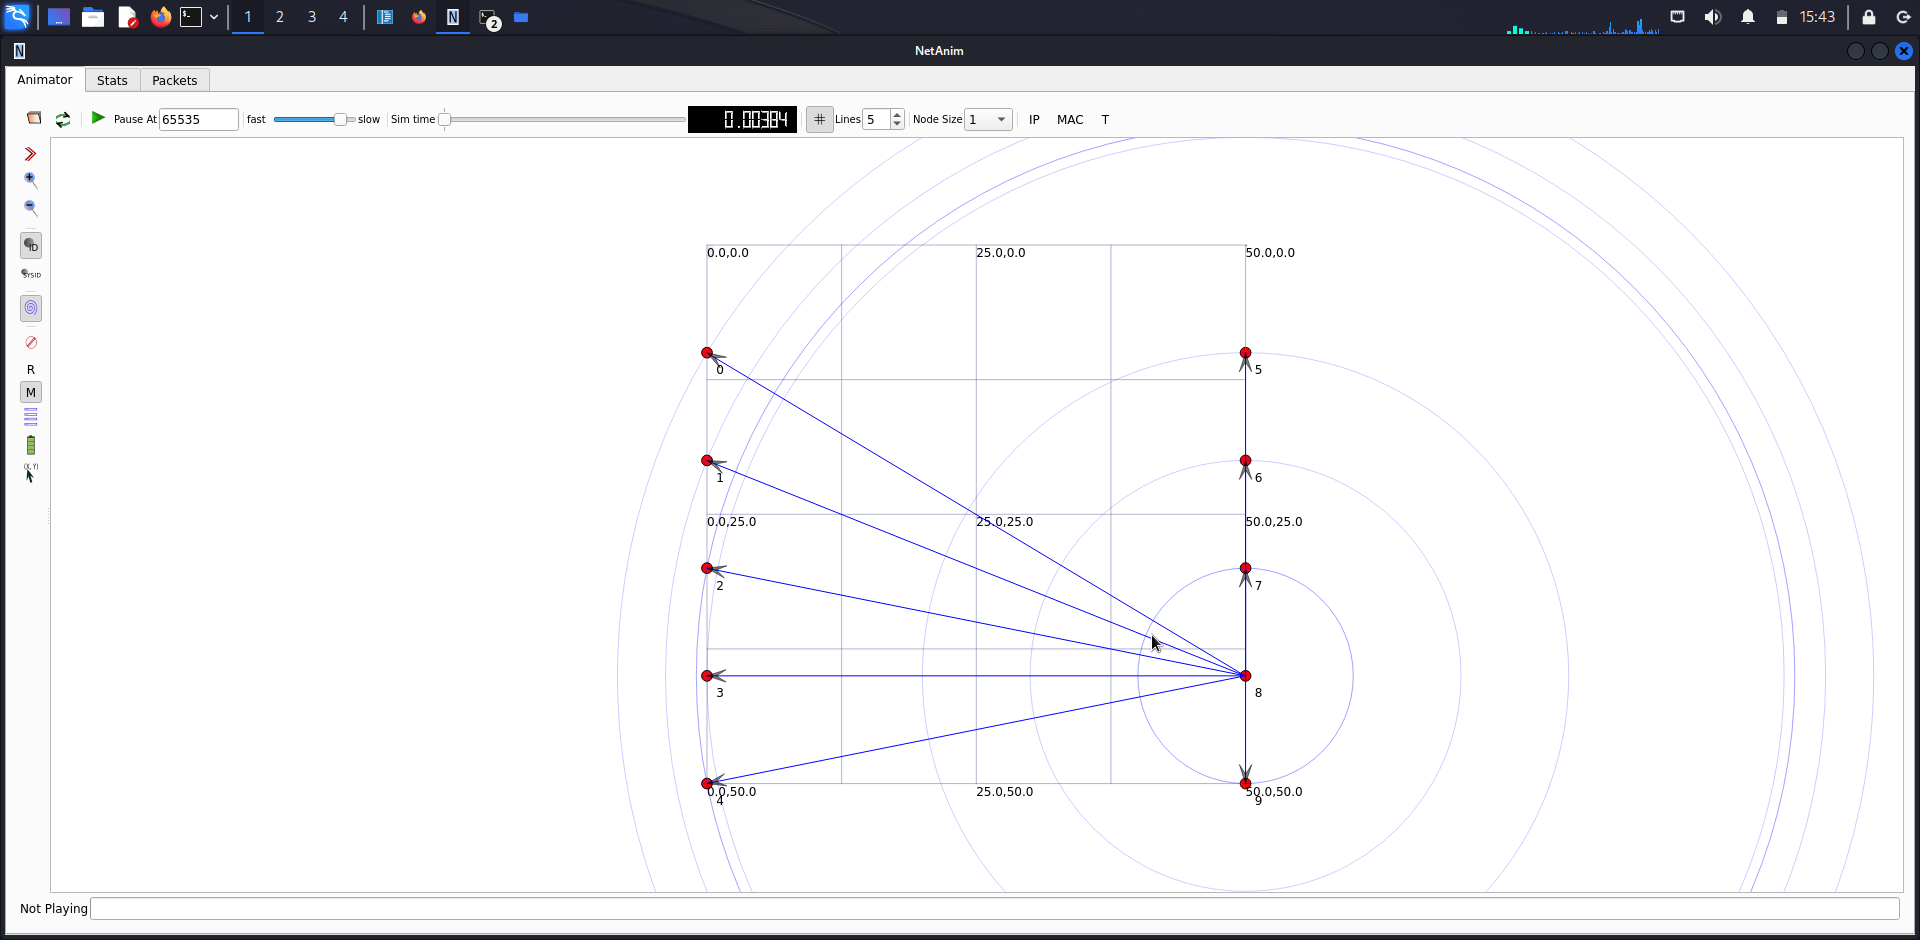 1 2 3 4 2 15:43
NetAnim
Animator Stats Packets
Pause At 65535 fast slow Sim time 0.00384 # Lines 5 Node Size 1 IP MAC T
ID
SYSID
R
M
(X,Y)
0.0,0.0 25.0,0.0 50.0,0.0
0 5
1 6
0.0,25.0 25.0,25.0 50.0,25.0
2 7
3 8
0.0,50.0 25.0,50.0 50.0,50.0
4 9
Not Playing